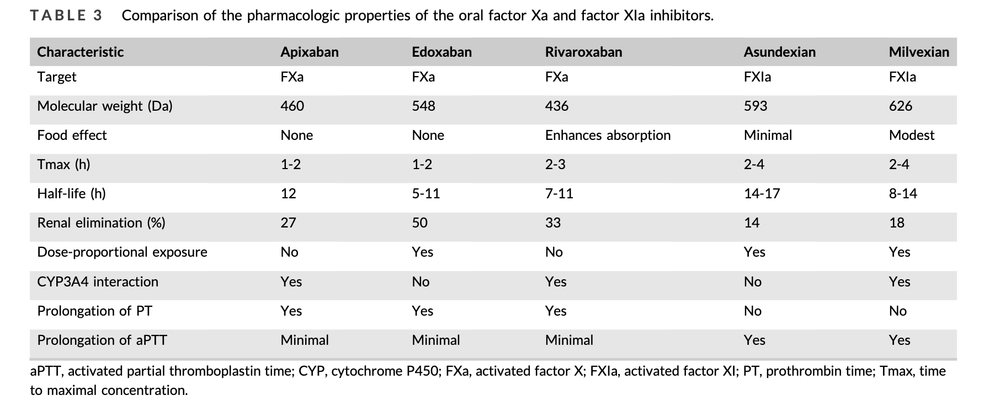 TABLE 3 Comparison of the pharmacologic properties of the oral factor Xa and factor XIa inhibitors.
Characteristic Apixaban Edoxaban Rivaroxaban Asundexian Milvexian
Target FXa FXa FXa FXIa FXIa
Molecular weight (Da) 460 548 436 593 626
Food effect None None Enhances absorption Minimal Modest
Tmax (h) 1-2 1-2 2-3 2-4 2-4
Half-life (h) 12 5-11 7-11 14-17 8-14
Renal elimination (%) 27 50 33 14 18
Dose-proportional exposure No Yes No Yes Yes
CYP3A4 interaction Yes No Yes No Yes
Prolongation of PT Yes Yes Yes No No
Prolongation of aPTT Minimal Minimal Minimal Yes Yes
aPTT, activated partial thromboplastin time; CYP, cytochrome P450; FXa, activated factor X; FXIa, activated factor XI; PT, prothrombin time; Tmax, time
to maximal concentration.